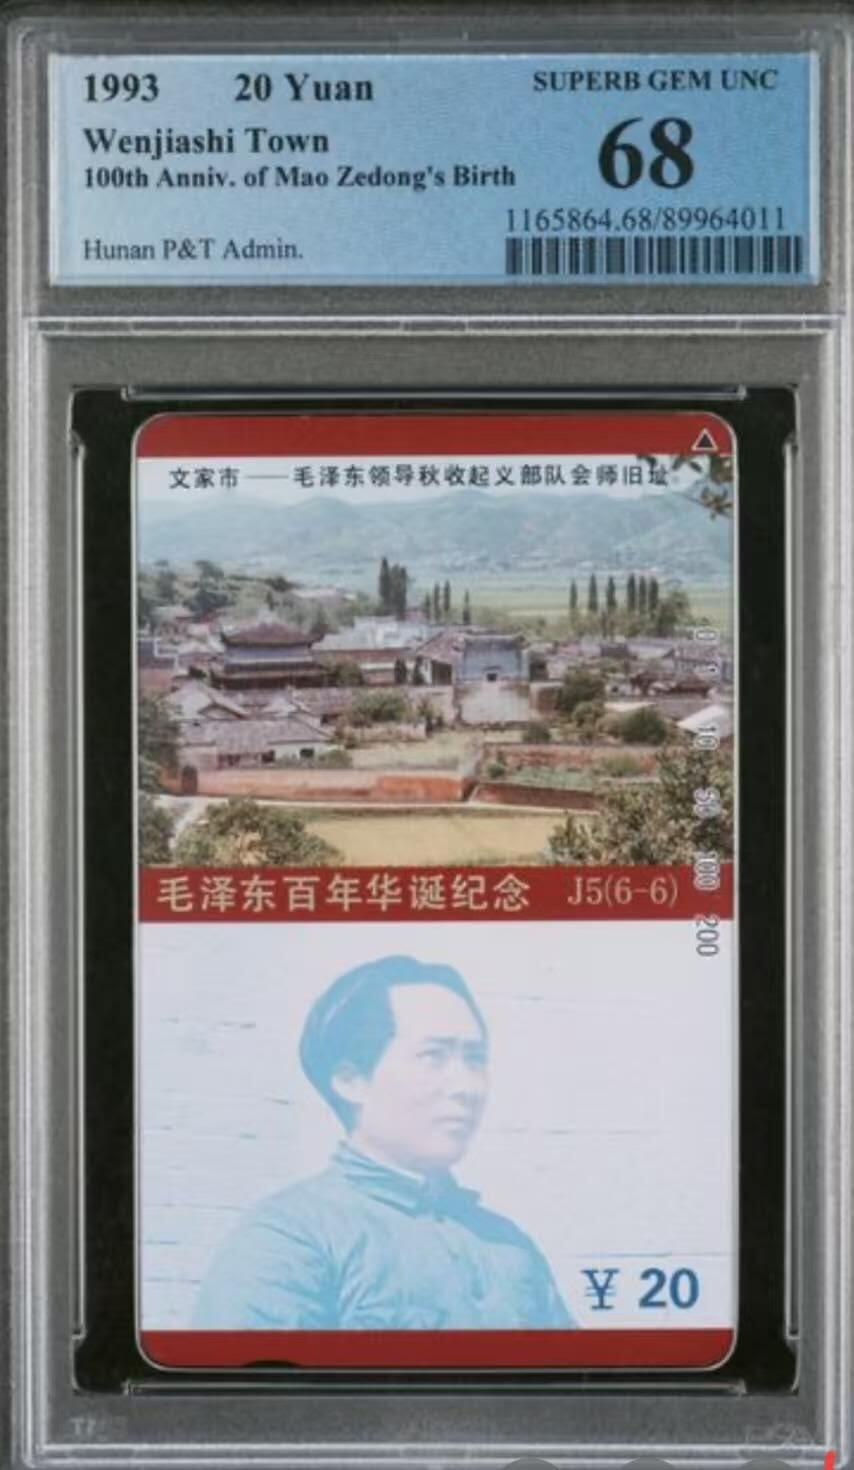 1993 20 Yuan SUPERB GEM UNC
Wenjiashi Town 68
100th Anniv. of Mao Zedong's Birth
1165864.68/89964011
Hunan P&T Admin.
文家市——毛泽东领导秋收起义部队会师旧址
0 1 10 50 100 200
毛泽东百年华诞纪念 J5(6-6)
¥ 20